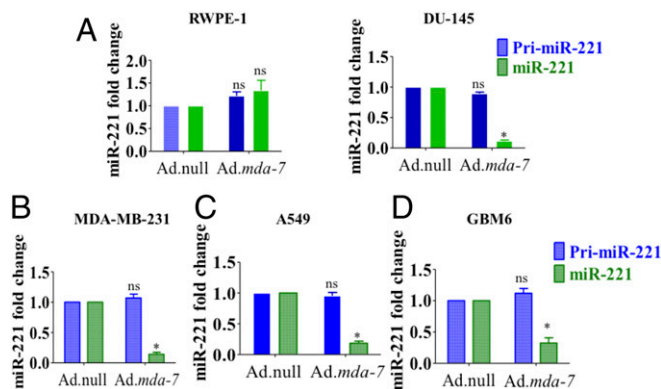 A
RWPE-1
miR-221 fold change
2.0
1.5
1.0
0.5
0.0
ns
ns
Ad.null
Ad.mda-7
DU-145
miR-221 fold change
1.5
1.0
0.5
0.0
ns
*
Ad.null
Ad.mda-7
Pri-miR-221
miR-221
B
MDA-MB-231
miR-221 fold change
1.5
1.0
0.5
0.0
ns
*
Ad.null
Ad.mda-7
C
A549
miR-221 fold change
1.5
1.0
0.5
0.0
ns
*
Ad.null
Ad.mda-7
D
GBM6
miR-221 fold change
1.5
1.0
0.5
0.0
ns
*
Ad.null
Ad.mda-7
Pri-miR-221
miR-221